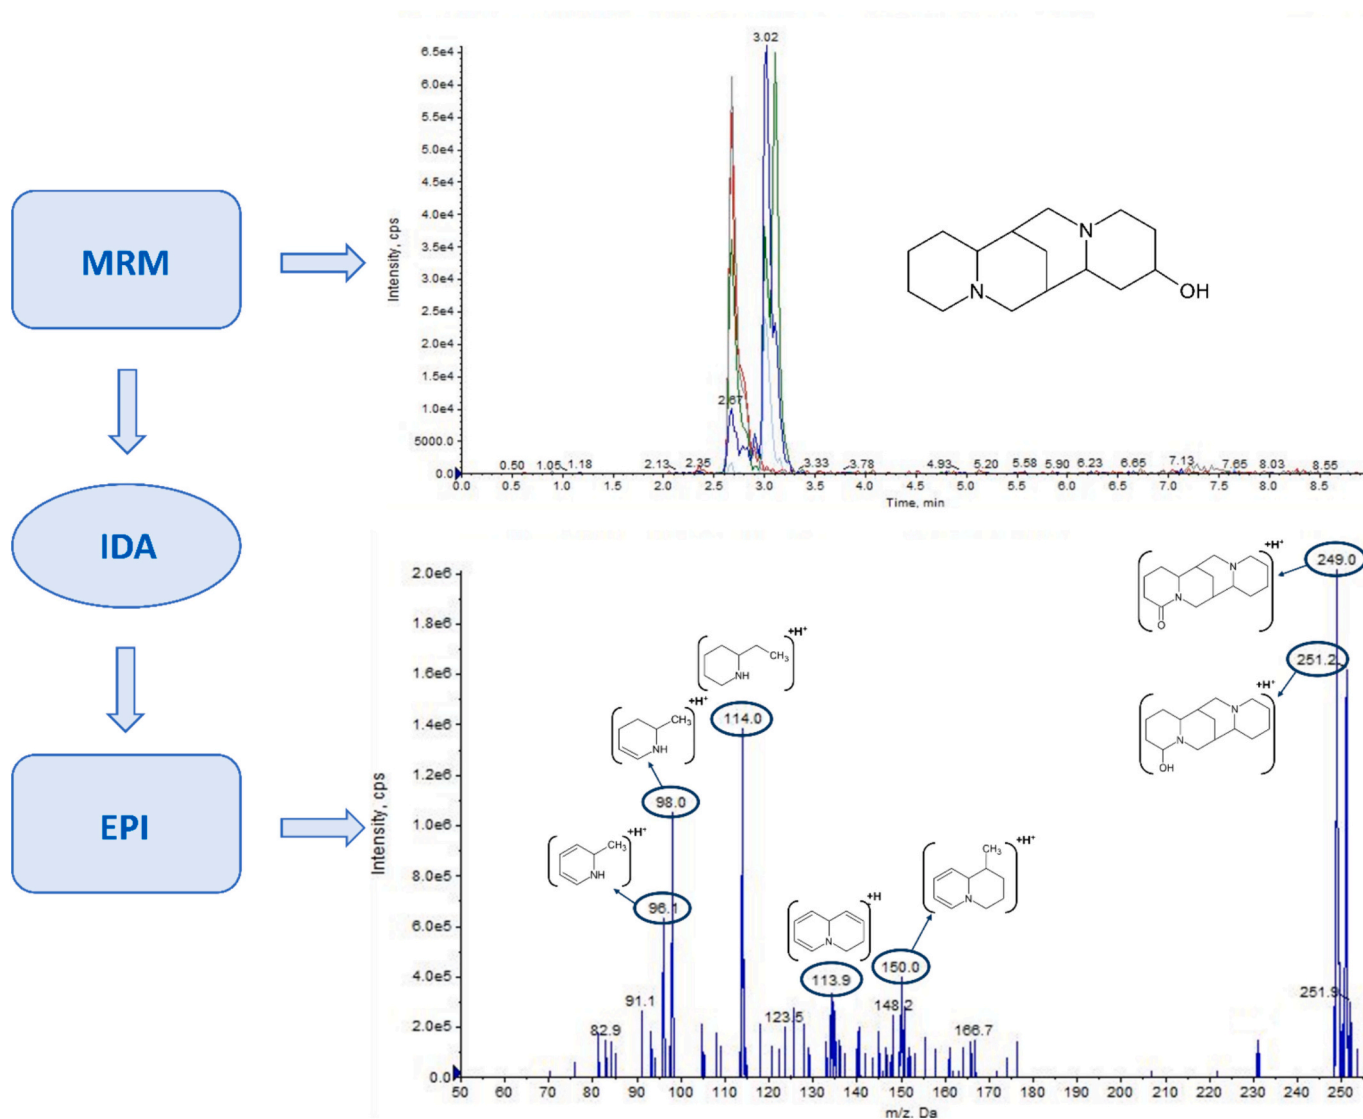 MRM
IDA
EPI
Intensity, cps
6.5e4
6.0e4
5.5e4
5.0e4
4.5e4
4.0e4
3.5e4
3.0e4
2.5e4
2.0e4
1.5e4
1.0e4
5000.0
0.0
3.02
2.67
0.50
1.05
1.18
2.13
2.35
3.33
3.78
4.93
5.20
5.58
5.90
6.23
6.65
7.13
7.65
8.03
8.55
0.0 0.5 1.0 1.5 2.0 2.5 3.0 3.5 4.0 4.5 5.0 5.5 6.0 6.5 7.0 7.5 8.0 8.5
Time, min
N
N
OH
Intensity, cps
2.0e6
1.8e6
1.6e6
1.4e6
1.2e6
1.0e6
8.0e5
6.0e5
4.0e5
2.0e5
0.0
+H⁺
N
N
O
249.0
251.2
+H⁺
N
N
OH
+H⁺
CH₃
NH
114.0
+H⁺
CH₃
NH
98.0
+H⁺
CH₃
NH
96.1
+H
N
113.9
+H⁺
CH₃
N
150.0
91.1
82.9
123.5
148.2
166.7
251.9
50 60 70 80 90 100 110 120 130 140 150 160 170 180 190 200 210 220 230 240 250
m/z, Da